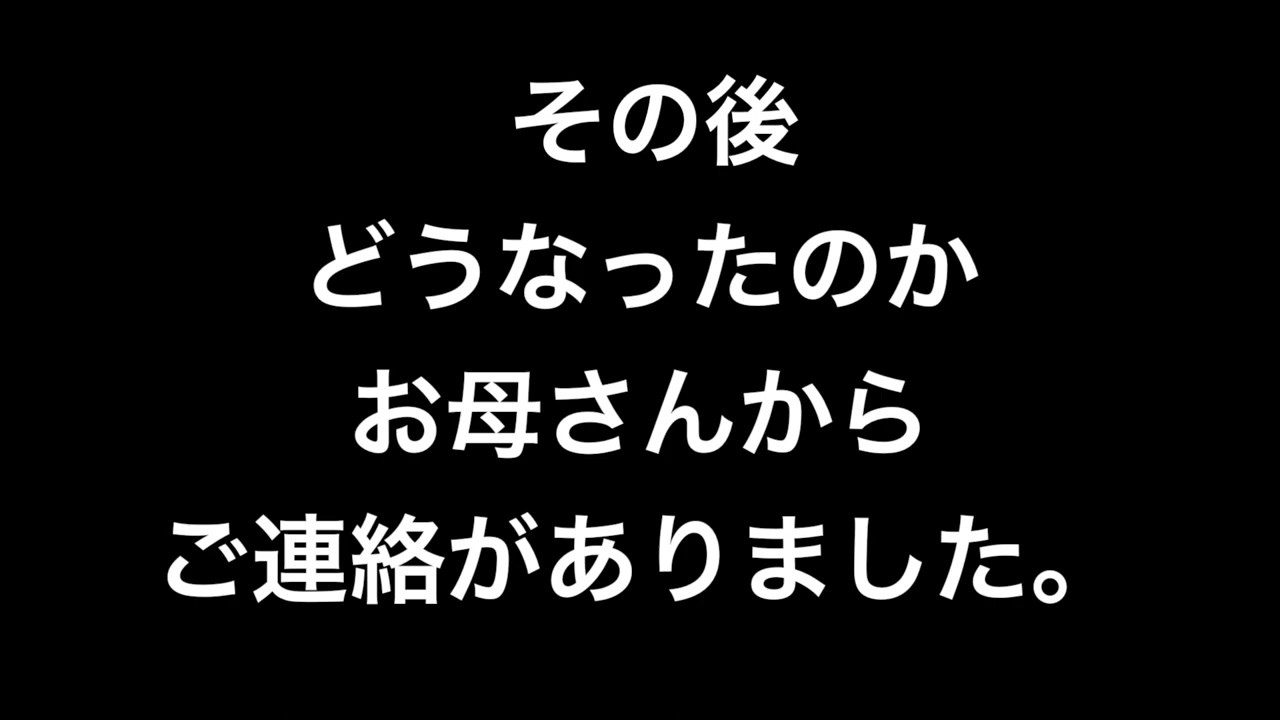 その後
どうなったのか
お母さんから
ご連絡がありました。